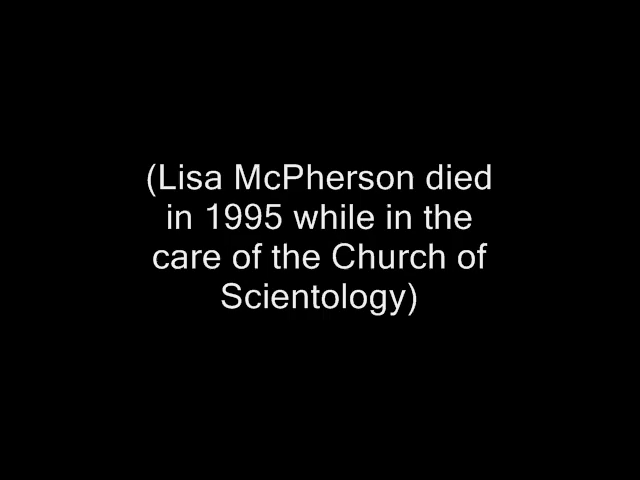 (Lisa McPherson died
in 1995 while in the
care of the Church of
Scientology)